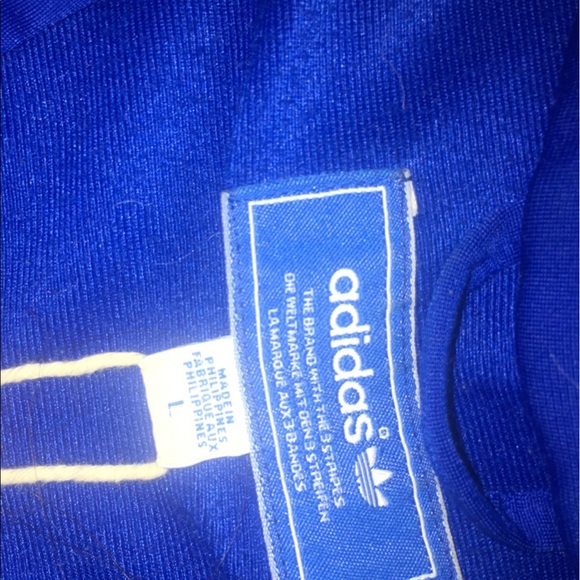 adidas
THE BRAND WITH THE 3 STRIPES
DIE WELTMARKE MIT DEN 3 STREIFEN
LA MARQUE AUX 3 BANDES
MADE IN
PHILIPPINES
FABRIQUE AUX
PHILIPPINES
L